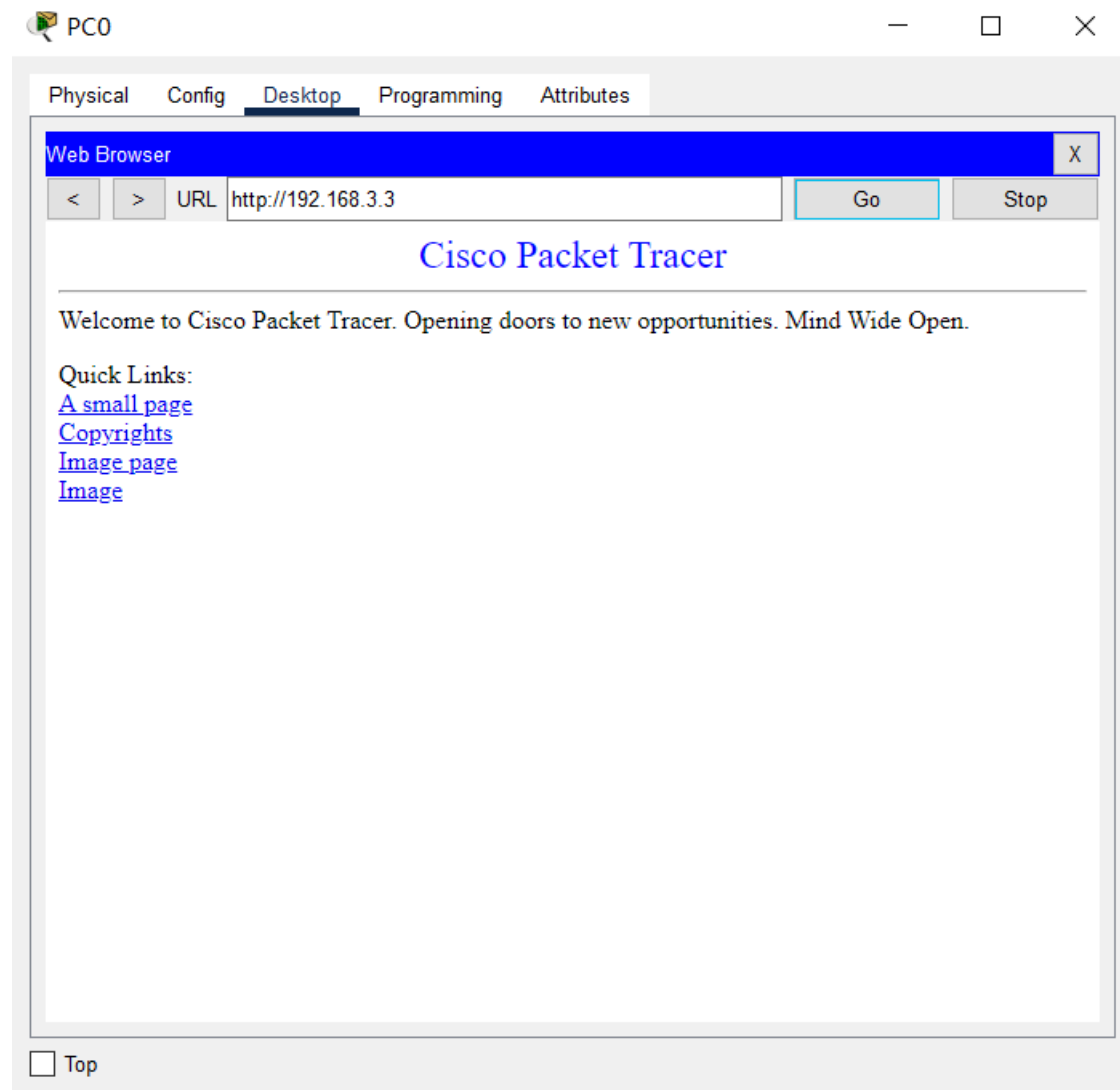 PC0
Physical Config Desktop Programming Attributes
Web Browser X
< > URL http://192.168.3.3 Go Stop
Cisco Packet Tracer
Welcome to Cisco Packet Tracer. Opening doors to new opportunities. Mind Wide Open.
Quick Links:
A small page
Copyrights
Image page
Image
Top